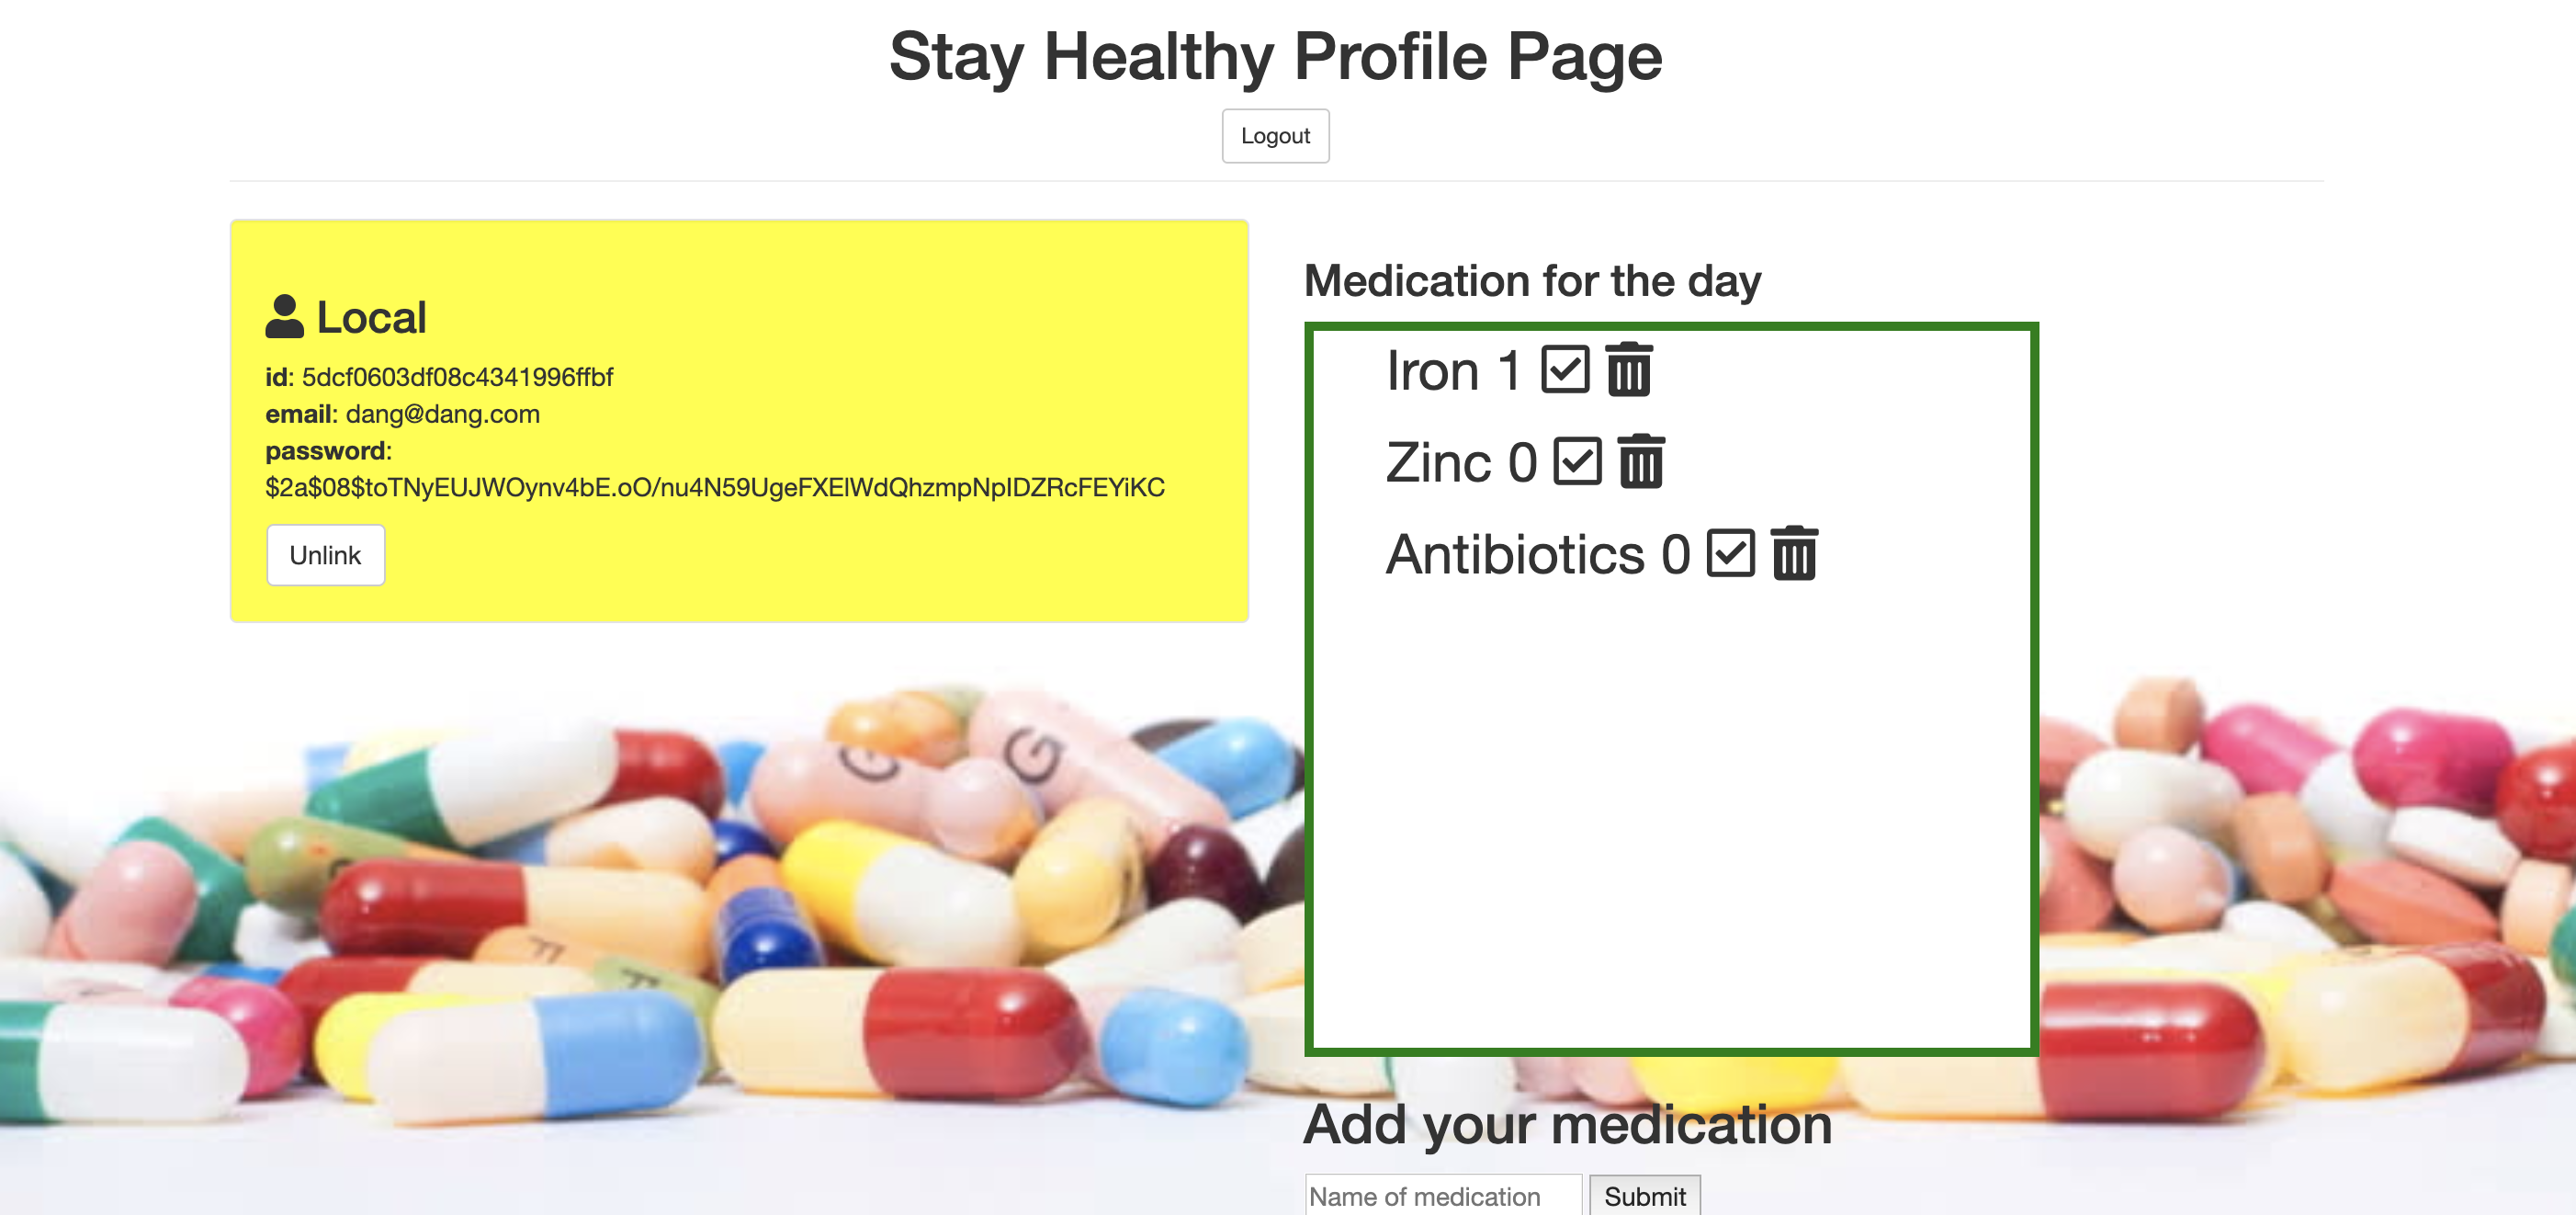 Stay Healthy Profile Page
Logout
Local
id: 5dcf0603df08c4341996ffbf
email: dang@dang.com
password:
$2a$08$toTNyEUJWOynv4bE.oO/nu4N59UgeFXElWdQhzmpNpIDZRcFEYiKC
Unlink
Medication for the day
Iron 1
Zinc 0
Antibiotics 0
G
G
F
F
Add your medication
Name of medication
Submit